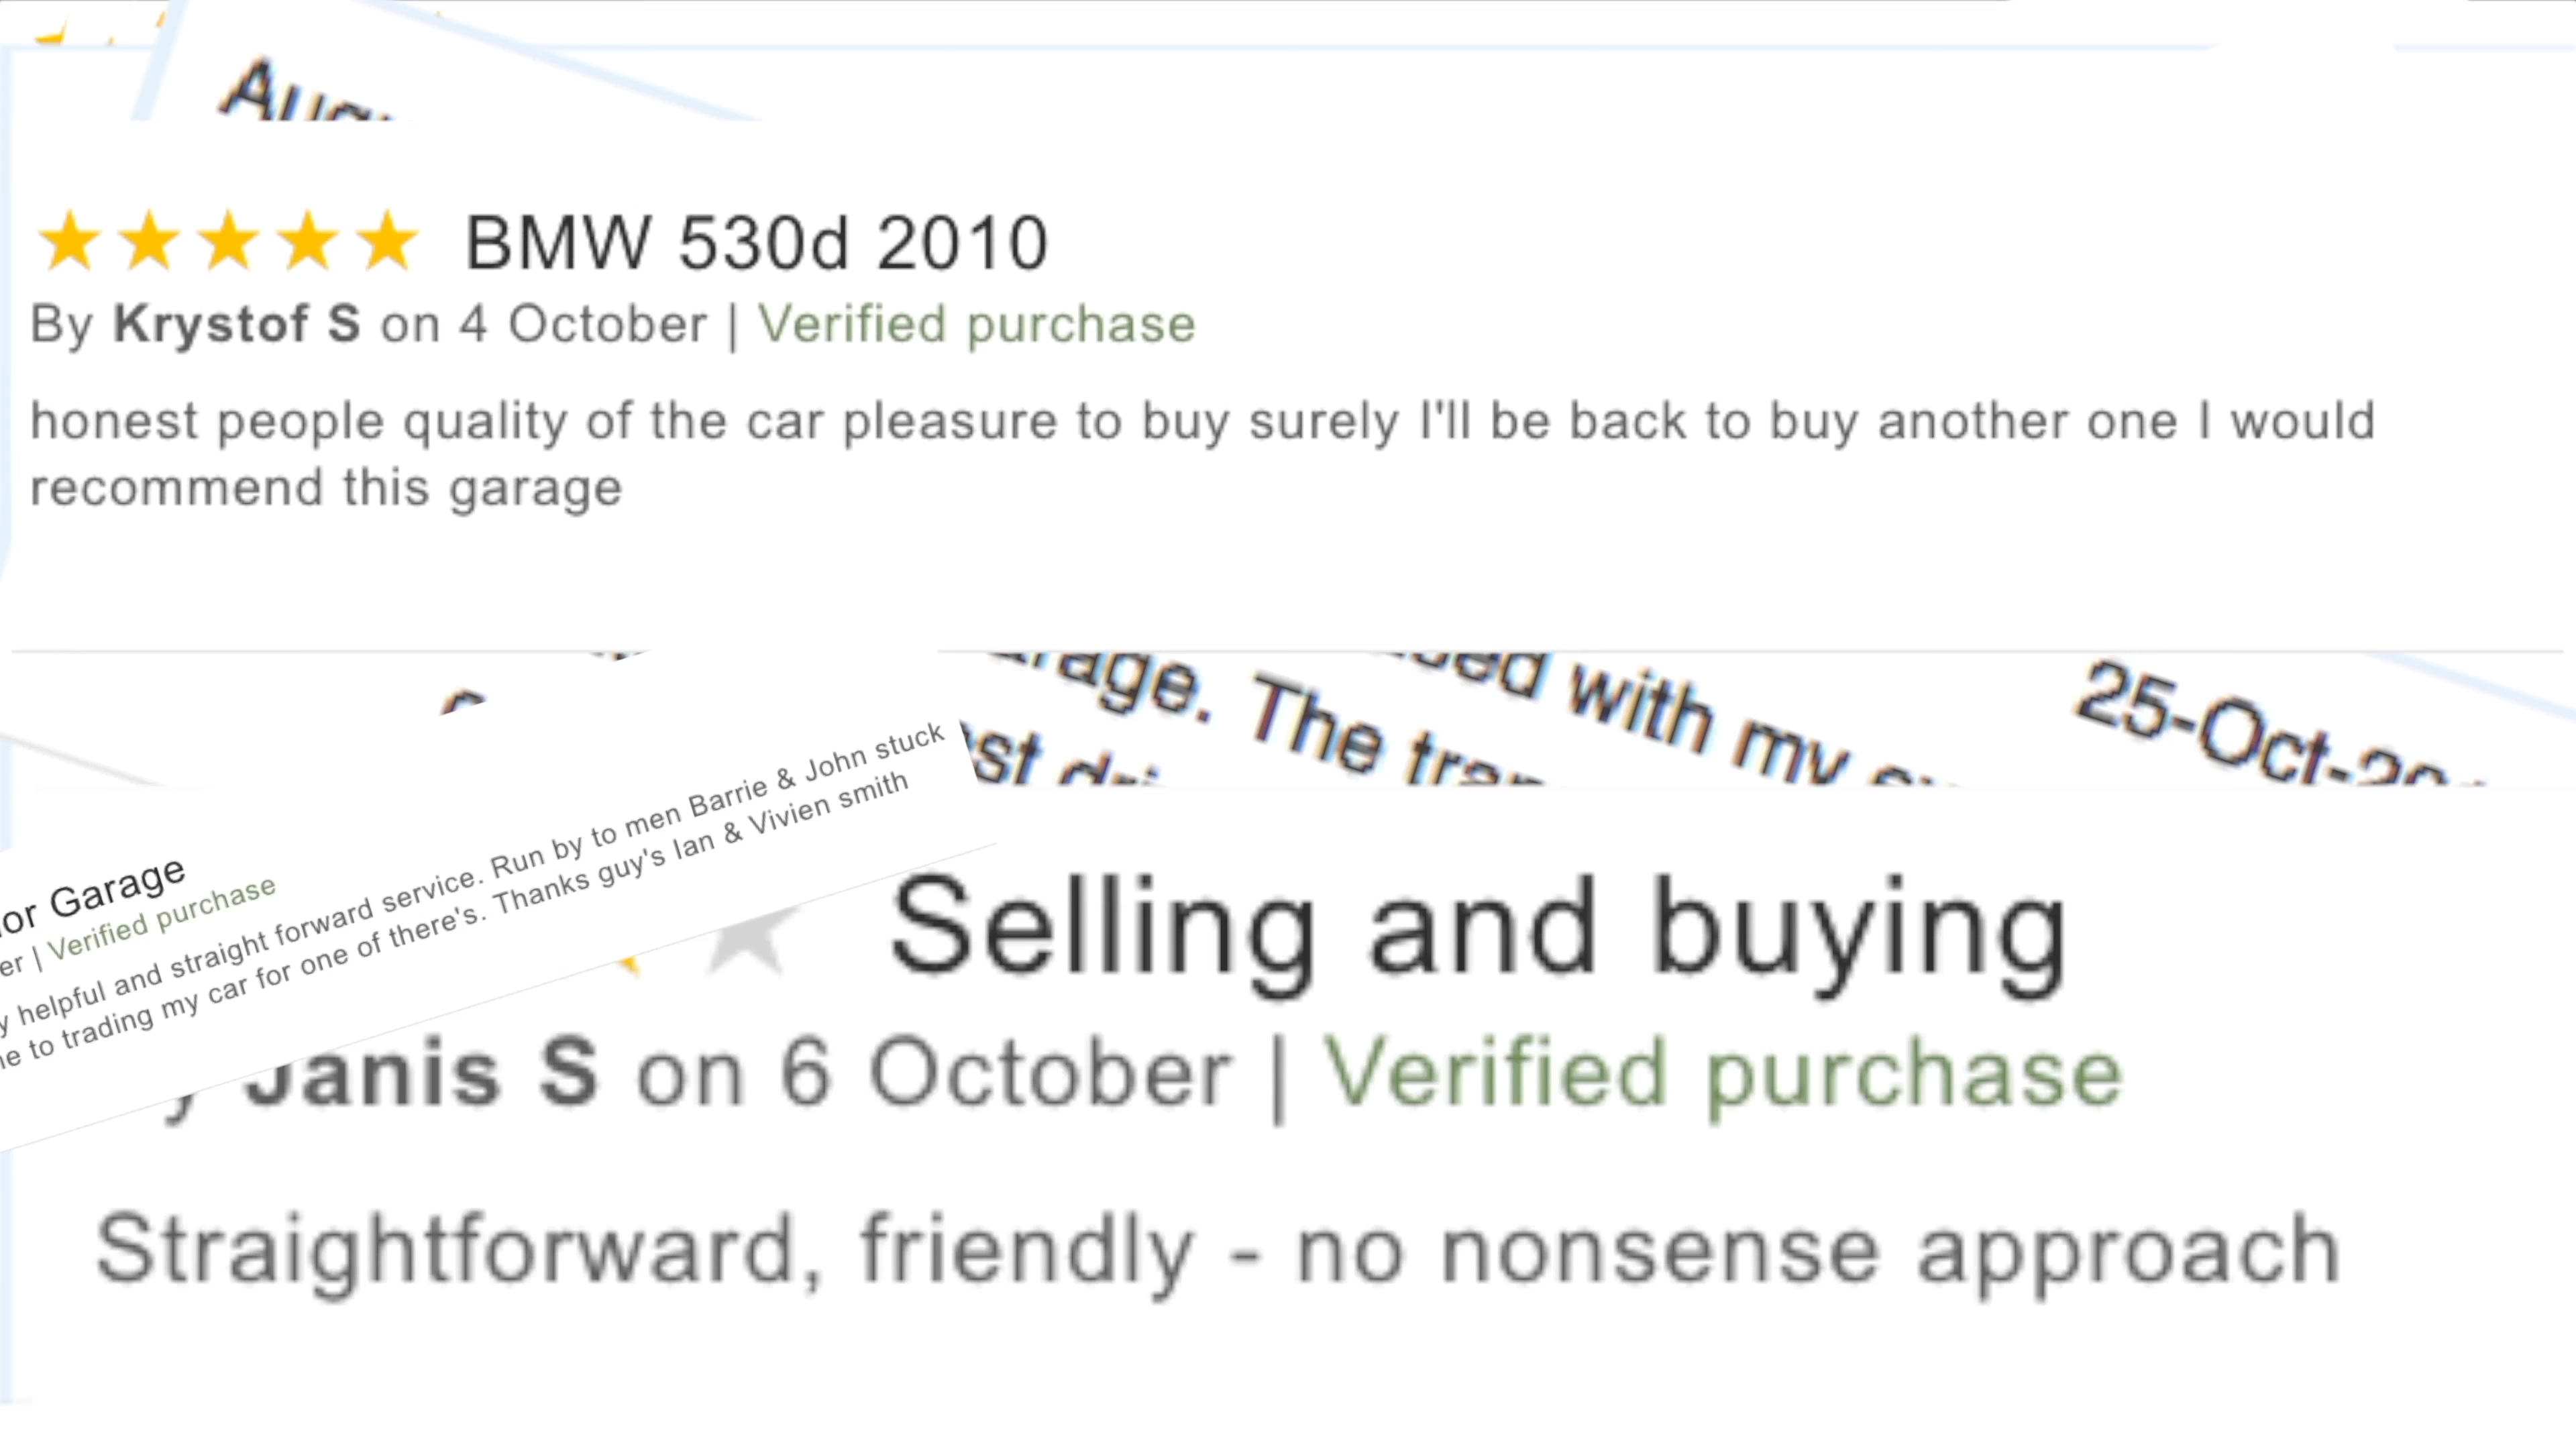 BMW 530d 2010
By Krystof S on 4 October | Verified purchase
honest people quality of the car pleasure to buy surely I'll be back to buy another one I would
recommend this garage
with my
25-Oct-
The
Garage
Verified purchase
helpful and straight forward service. Run by to men Barrie & John stuck
to trading my car for one of there's. Thanks guy's Ian & Vivien smith
Selling and buying
Janis S on 6 October | Verified purchase
Straightforward, friendly - no nonsense approach